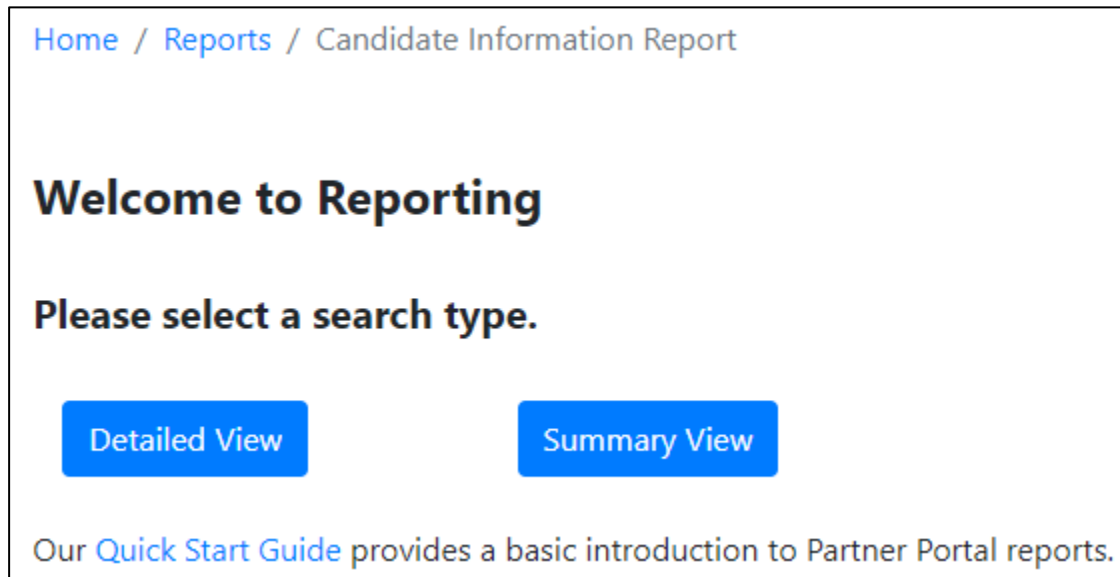 Home / Reports / Candidate Information Report
Welcome to Reporting
Please select a search type.
Detailed View Summary View
Our Quick Start Guide provides a basic introduction to Partner Portal reports.